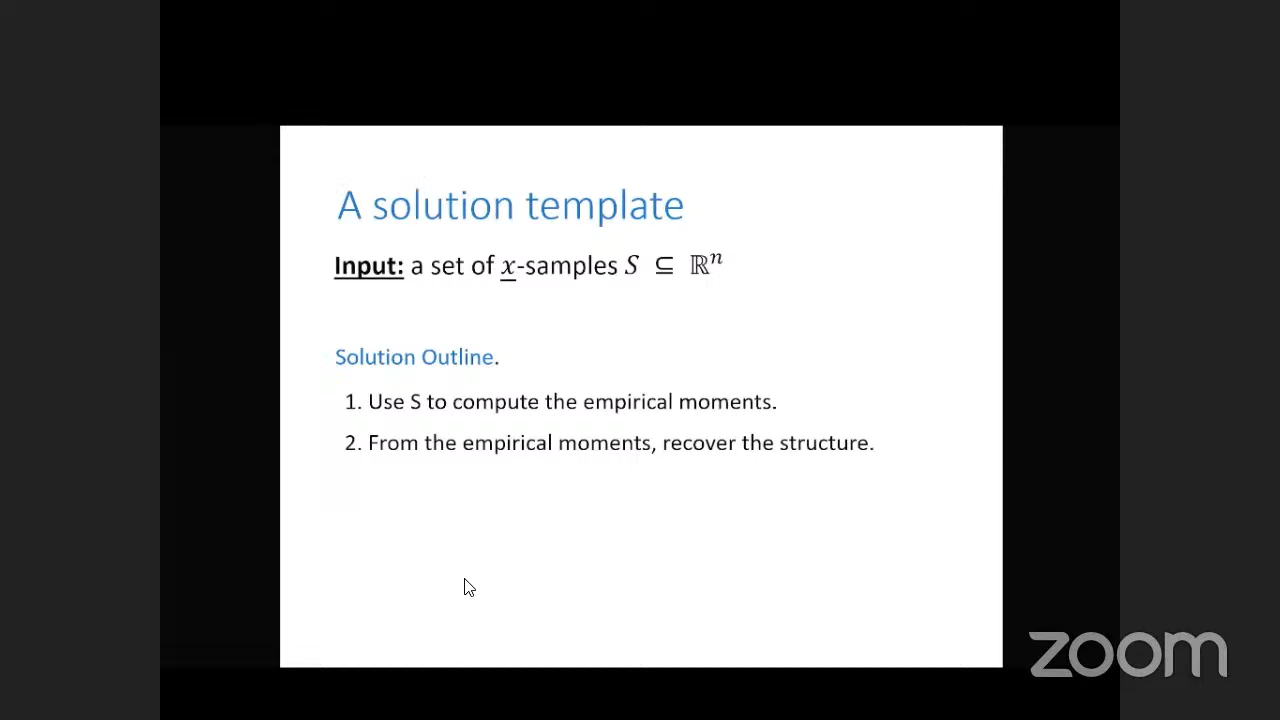 A solution template
Input: a set of x-samples S ⊆ ℝⁿ
Solution Outline.
1. Use S to compute the empirical moments.
2. From the empirical moments, recover the structure.
zoom